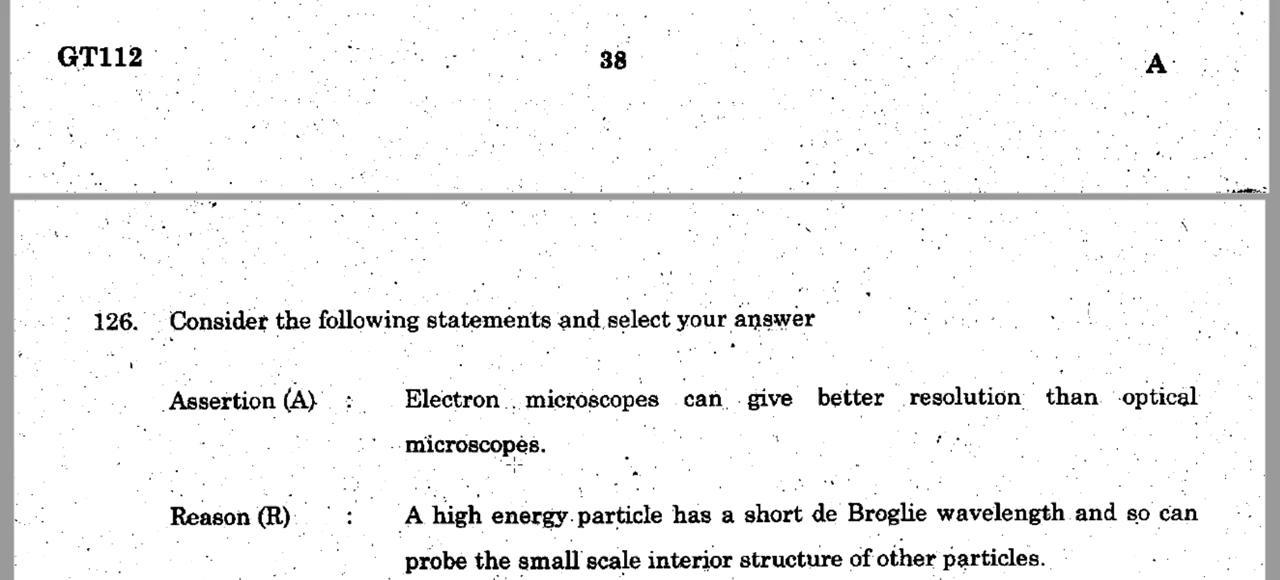 GT112 38 A
126. Consider the following statements and select your answer
Assertion (A) : Electron microscopes can give better resolution than optical
microscopes.
Reason (R) : A high energy particle has a short de Broglie wavelength and so can
probe the small scale interior structure of other particles.